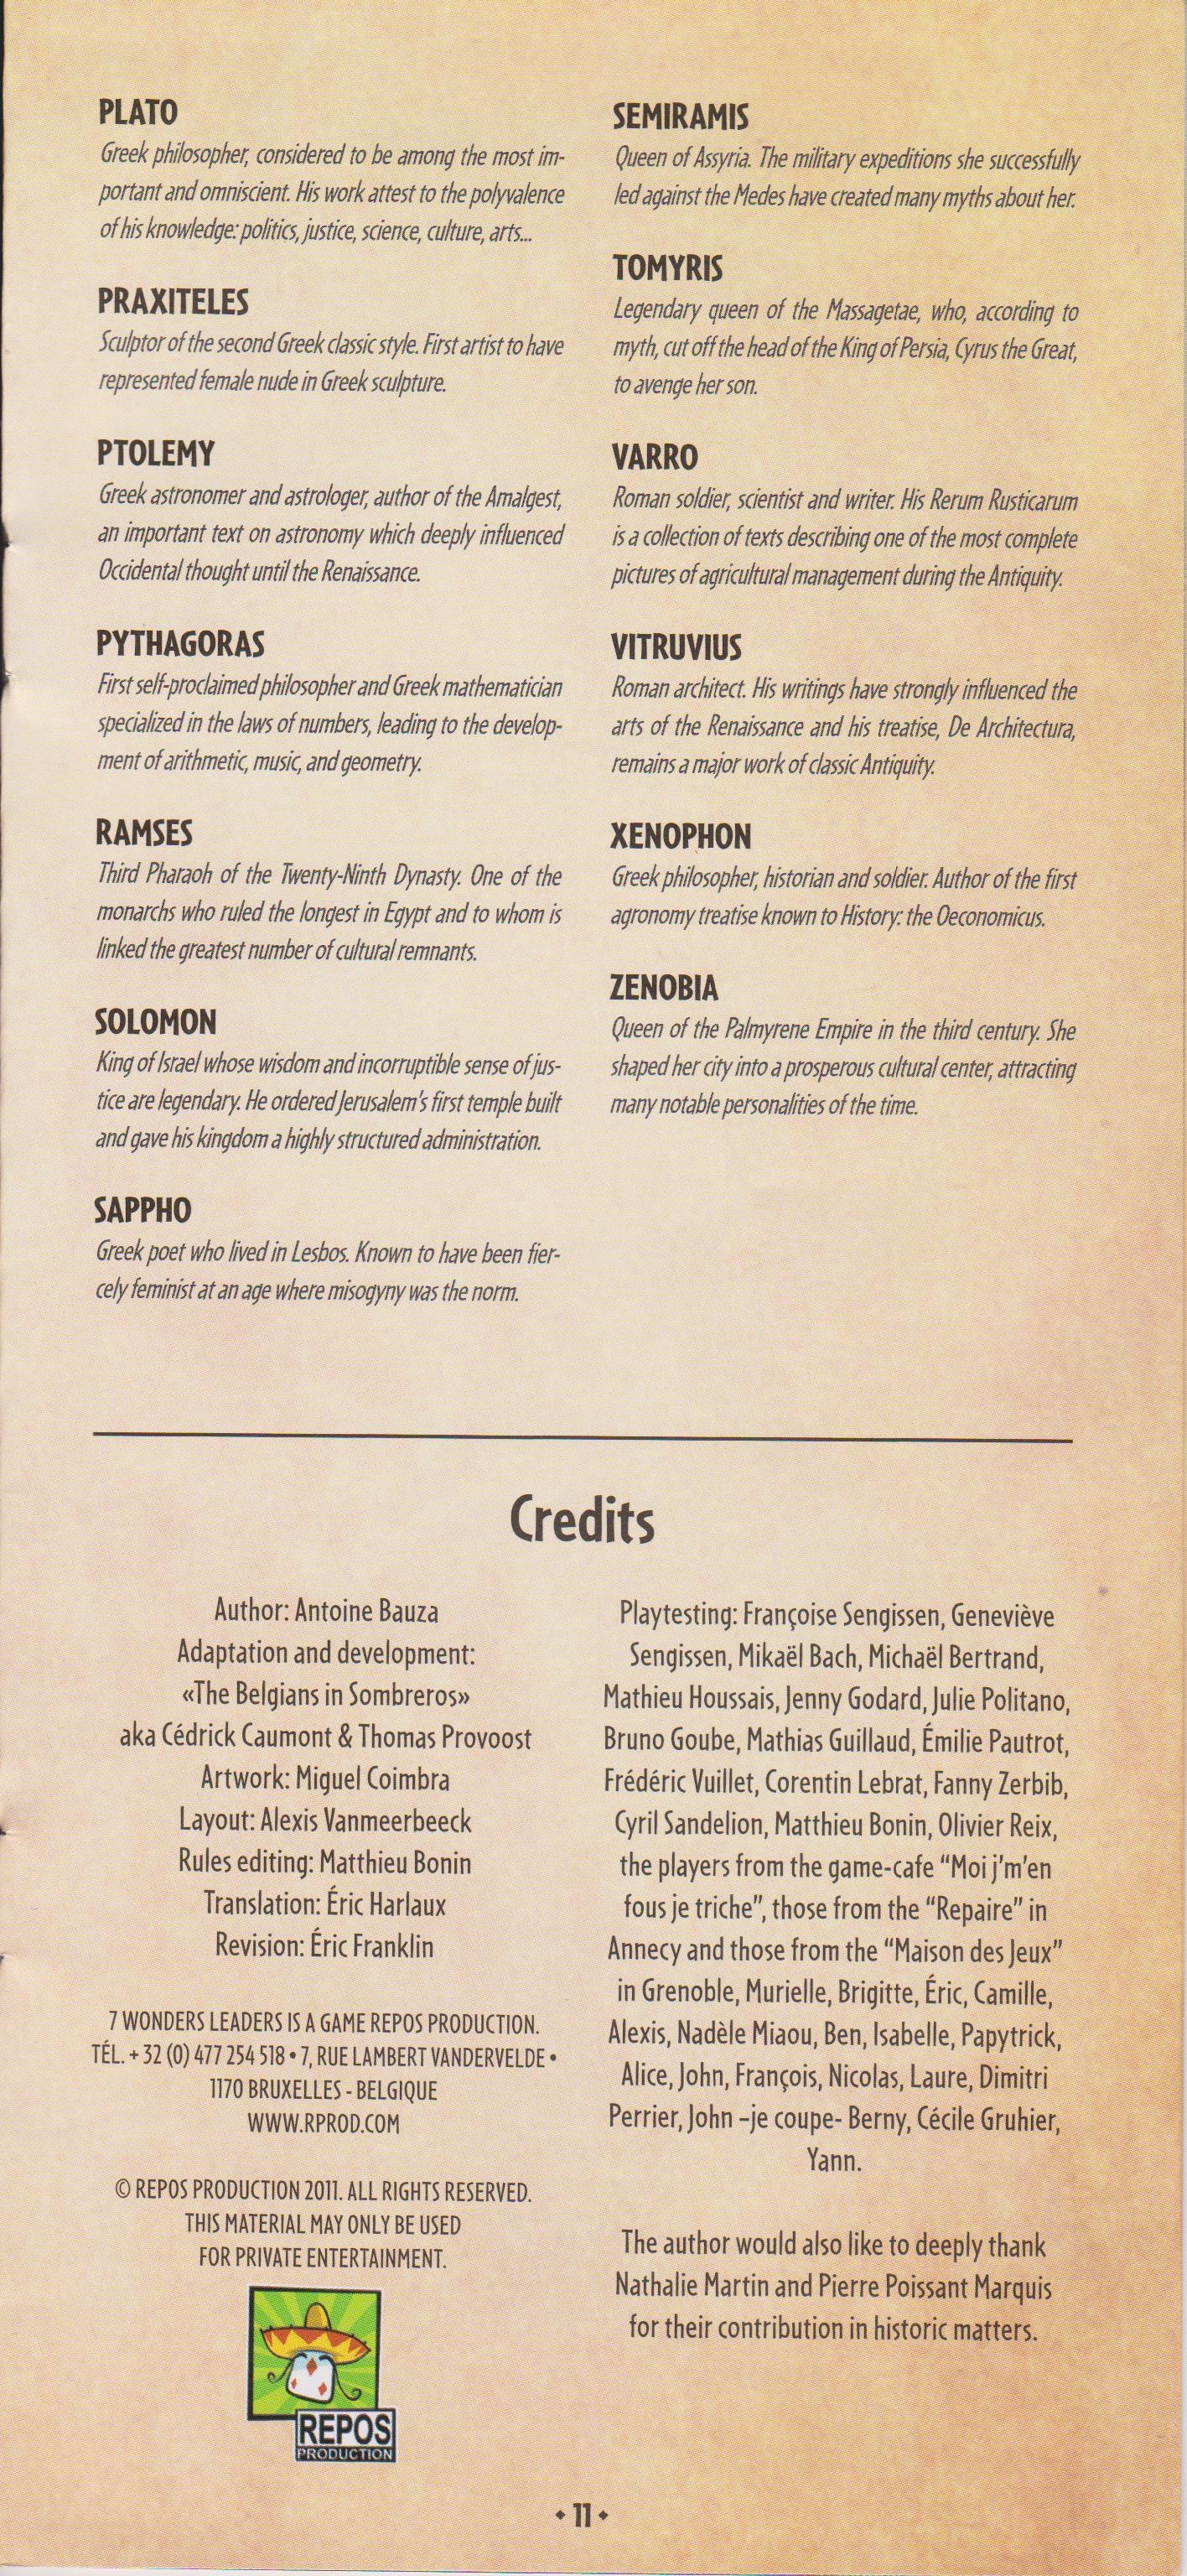 PLATO
Greek philosopher, considered to be among the most im-
portant and omniscient. His work attest to the polyvalence
of his knowledge: politics, justice, science, culture, arts...
PRAXITELES
Sculptor of the second Greek classic style. First artist to have
represented female nude in Greek sculpture.
PTOLEMY
Greek astronomer and astrologer, author of the Amalgest,
an important text on astronomy which deeply influenced
Occidental thought until the Renaissance.
PYTHAGORAS
First self-proclaimed philosopher and Greek mathematician
specialized in the laws of numbers, leading to the develop-
ment of arithmetic, music, and geometry.
RAMSES
Third Pharaoh of the Twenty-Ninth Dynasty. One of the
monarchs who ruled the longest in Egypt and to whom is
linked the greatest number of cultural remnants.
SOLOMON
King of Israel whose wisdom and incorruptible sense of jus-
tice are legendary. He ordered Jerusalem's first temple built
and gave his kingdom a highly structured administration.
SAPPHO
Greek poet who lived in Lesbos. Known to have been fier-
cely feminist at an age where misogyny was the norm.
SEMIRAMIS
Queen of Assyria. The military expeditions she successfully
led against the Medes have created many myths about her.
TOMYRIS
Legendary queen of the Massagetae, who, according to
myth, cut off the head of the King of Persia, Cyrus the Great,
to avenge her son.
VARRO
Roman soldier, scientist and writer. His Rerum Rusticarum
is a collection of texts describing one of the most complete
pictures of agricultural management during the Antiquity.
VITRUVIUS
Roman architect. His writings have strongly influenced the
arts of the Renaissance and his treatise, De Architectura,
remains a major work of classic Antiquity.
XENOPHON
Greek philosopher, historian and soldier. Author of the first
agronomy treatise known to History: the Oeconomicus.
ZENOBIA
Queen of the Palmyrene Empire in the third century. She
shaped her city into a prosperous cultural center, attracting
many notable personalities of the time.
Credits
Author: Antoine Bauza
Adaptation and development:
«The Belgians in Sombreros»
aka Cédrick Caumont & Thomas Provoost
Artwork: Miguel Coimbra
Layout: Alexis Vanmeerbeeck
Rules editing: Matthieu Bonin
Translation: Éric Harlaux
Revision: Éric Franklin
7 WONDERS LEADERS IS A GAME REPOS PRODUCTION.
TÉL. + 32 (0) 477 254 518 • 7, RUE LAMBERT VANDERVELDE •
1170 BRUXELLES - BELGIQUE
WWW.RPROD.COM
© REPOS PRODUCTION 2011. ALL RIGHTS RESERVED.
THIS MATERIAL MAY ONLY BE USED
FOR PRIVATE ENTERTAINMENT.
REPOS
PRODUCTION
Playtesting: Françoise Sengissen, Geneviève
Sengissen, Mikaël Bach, Michaël Bertrand,
Mathieu Houssais, Jenny Godard, Julie Politano,
Bruno Goube, Mathias Guillaud, Émilie Pautrot,
Frédéric Vuillet, Corentin Lebrat, Fanny Zerbib,
Cyril Sandelion, Matthieu Bonin, Olivier Reix,
the players from the game-cafe “Moi j'm'en
fous je triche”, those from the “Repaire” in
Annecy and those from the “Maison des Jeux”
in Grenoble, Murielle, Brigitte, Éric, Camille,
Alexis, Nadèle Miaou, Ben, Isabelle, Papytrick,
Alice, John, François, Nicolas, Laure, Dimitri
Perrier, John –je coupe- Berny, Cécile Gruhier,
Yann.
The author would also like to deeply thank
Nathalie Martin and Pierre Poissant Marquis
for their contribution in historic matters.
• 11 •